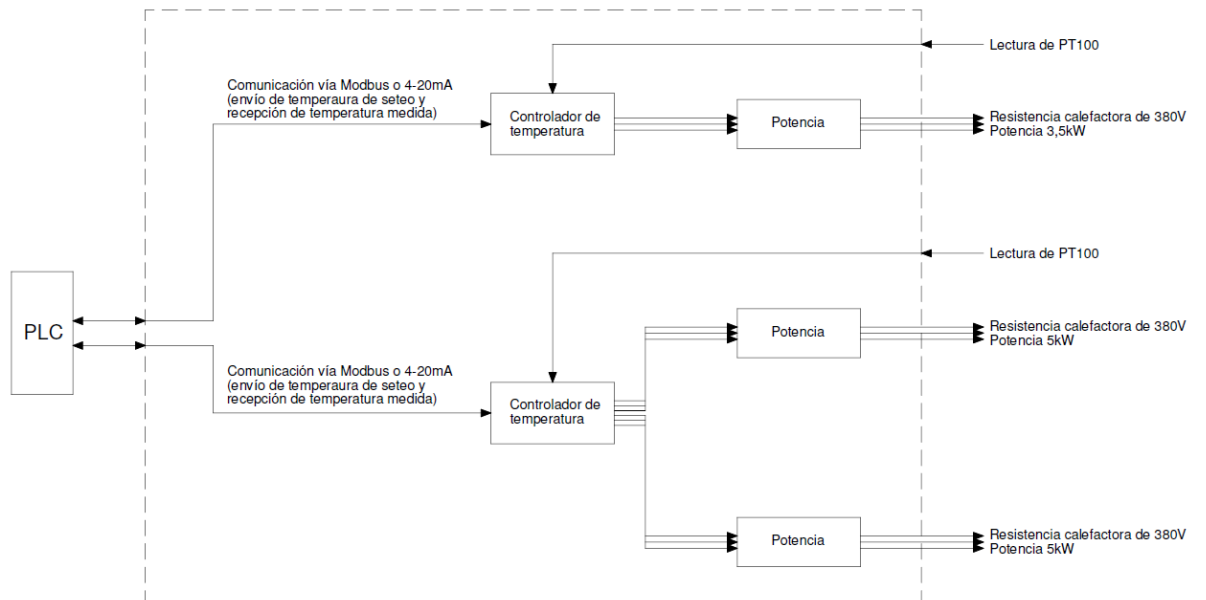 Lectura de PT100
Comunicación vía Modbus o 4-20mA
(envío de temperaura de seteo y
recepción de temperatura medida)
Controlador de
temperatura
Potencia
Resistencia calefactora de 380V
Potencia 3,5kW
Lectura de PT100
PLC
Potencia
Resistencia calefactora de 380V
Potencia 5kW
Comunicación vía Modbus o 4-20mA
(envío de temperaura de seteo y
recepción de temperatura medida)
Controlador de
temperatura
Potencia
Resistencia calefactora de 380V
Potencia 5kW